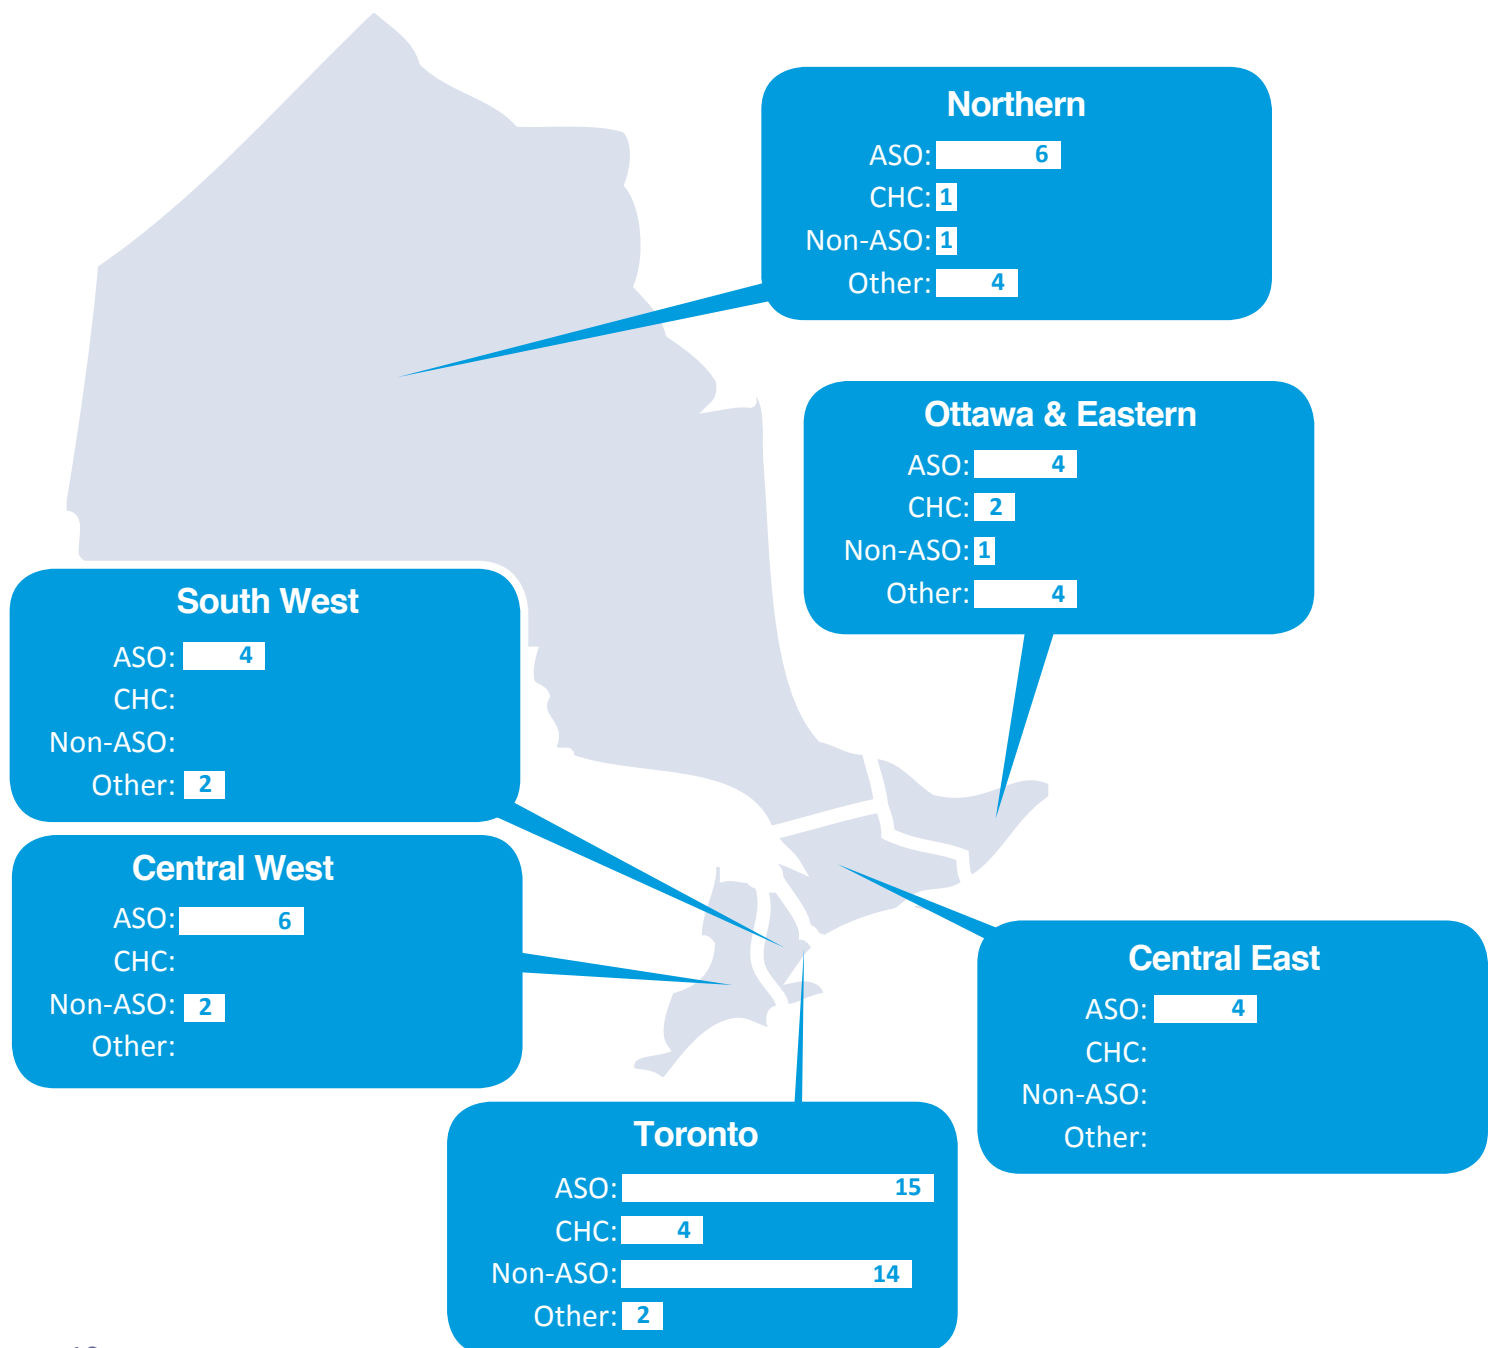 Northern
ASO: 6
CHC: 1
Non-ASO: 1
Other: 4
Ottawa & Eastern
ASO: 4
CHC: 2
Non-ASO: 1
Other: 4
South West
ASO: 4
CHC:
Non-ASO:
Other: 2
Central West
ASO: 6
CHC:
Non-ASO: 2
Other:
Central East
ASO: 4
CHC:
Non-ASO:
Other:
Toronto
ASO: 15
CHC: 4
Non-ASO: 14
Other: 2